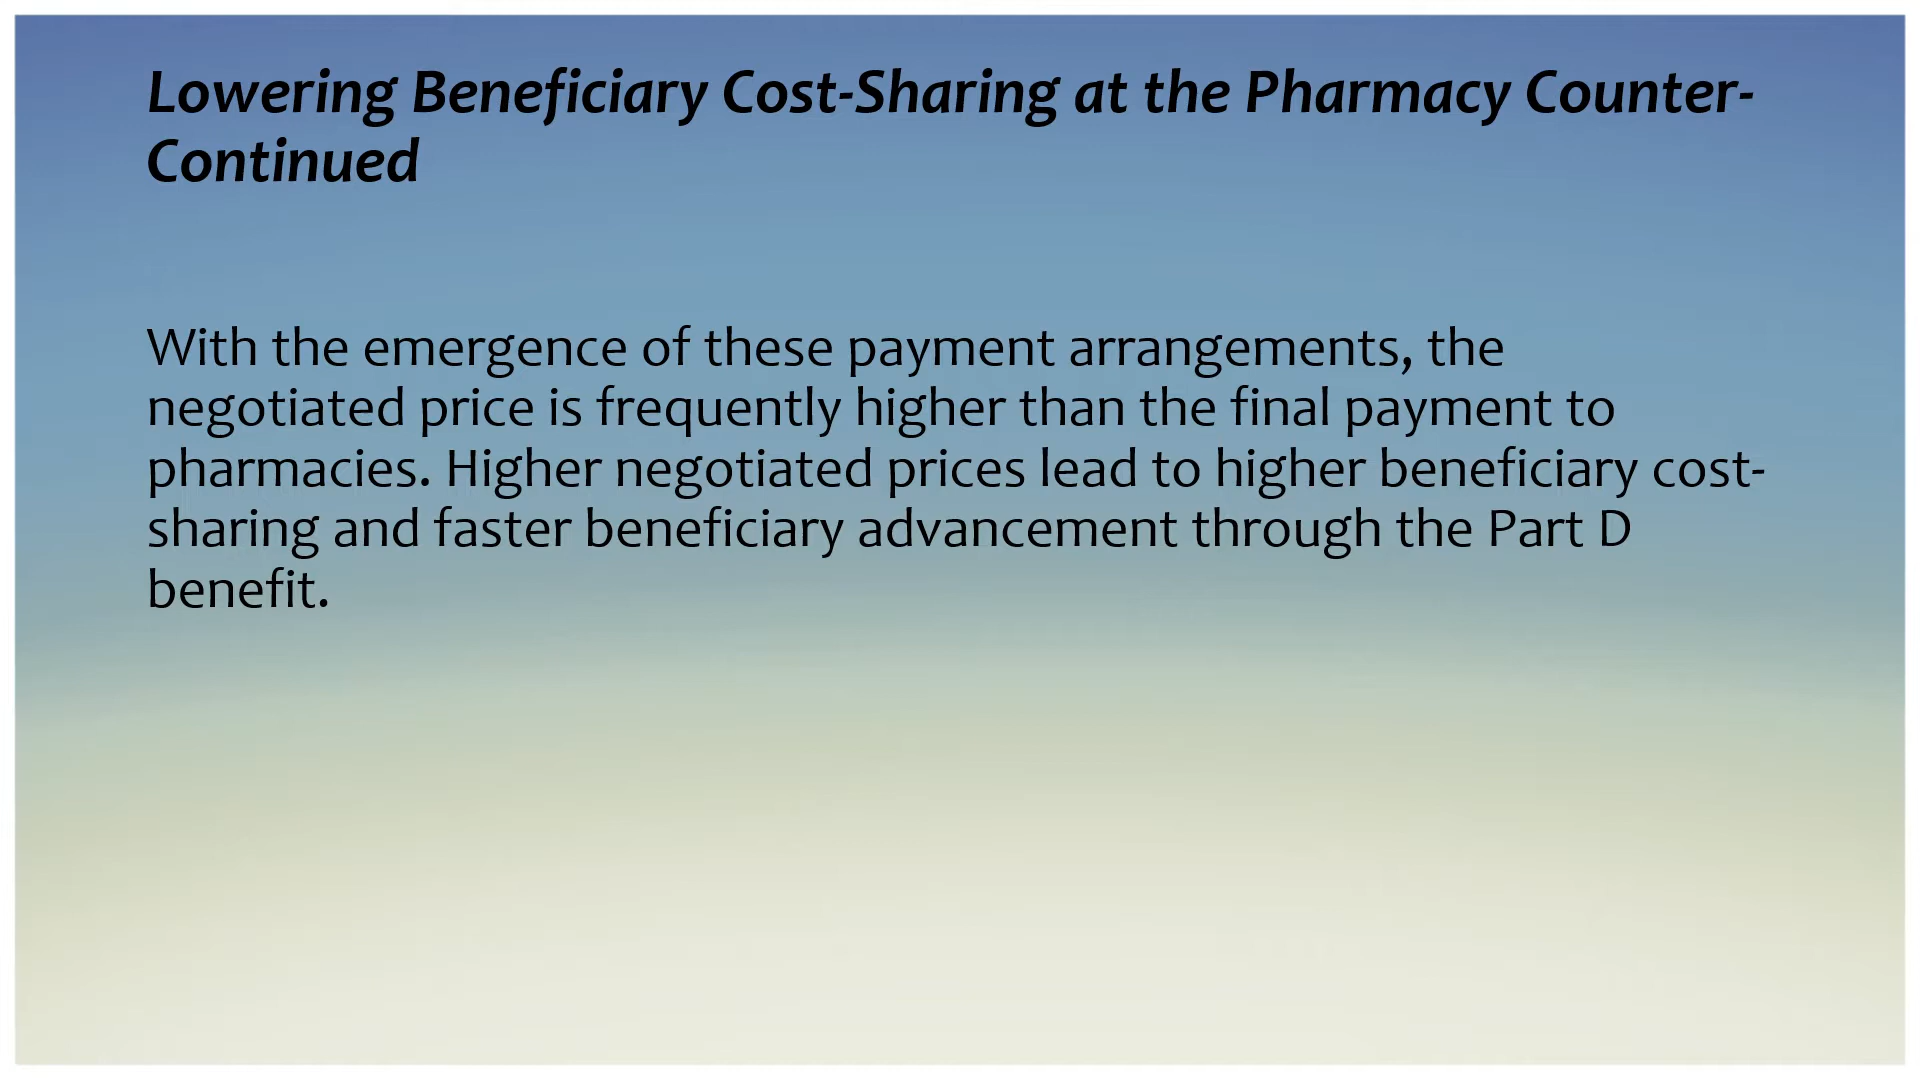 Lowering Beneficiary Cost-Sharing at the Pharmacy Counter-
Continued
With the emergence of these payment arrangements, the
negotiated price is frequently higher than the final payment to
pharmacies. Higher negotiated prices lead to higher beneficiary cost-
sharing and faster beneficiary advancement through the Part D
benefit.